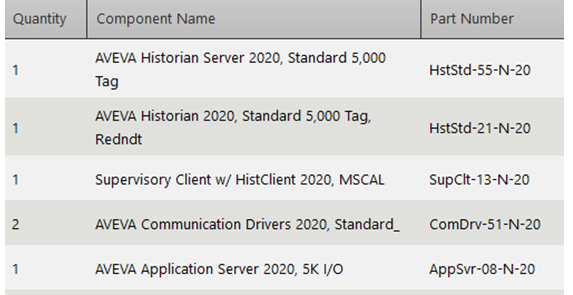 Quantity Component Name Part Number
1 AVEVA Historian Server 2020, Standard 5,000 HstStd-55-N-20
Tag
1 AVEVA Historian 2020, Standard 5,000 Tag, HstStd-21-N-20
Redndt
1 Supervisory Client w/ HistClient 2020, MSCAL SupClt-13-N-20
2 AVEVA Communication Drivers 2020, Standard_ ComDrv-51-N-20
1 AVEVA Application Server 2020, 5K I/O AppSvr-08-N-20